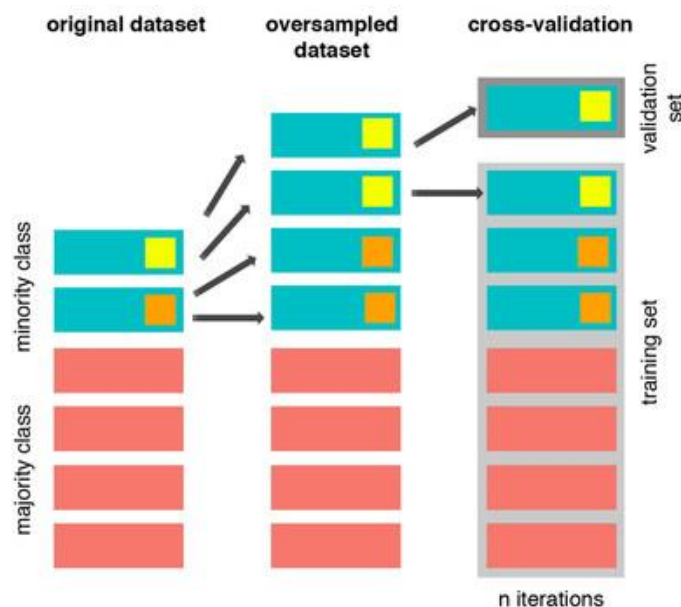 original dataset
oversampled
dataset
cross-validation
validation
set
minority class
training set
majority class
n iterations